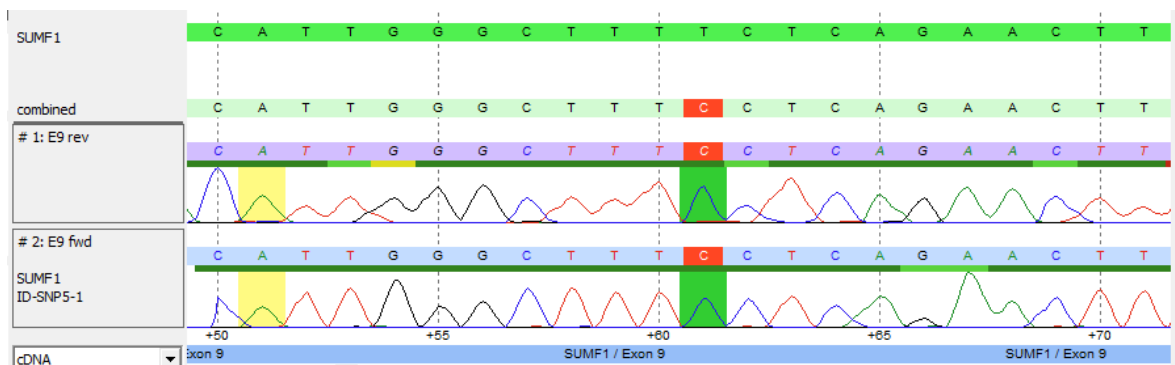 SUMF1 C A T T G G G C T T T T C T C A G A A C T T
combined C A T T G G G C T T T C C T C A G A A C T T
# 1: E9 rev C A T T G G G C T T T C C T C A G A A C T T
# 2: E9 fwd C A T T G G G C T T T C C T C A G A A C T T
SUMF1
ID-SNP5-1
+50 +55 +60 +65 +70
cDNA Exon 9 SUMF1 / Exon 9 SUMF1 / Exon 9